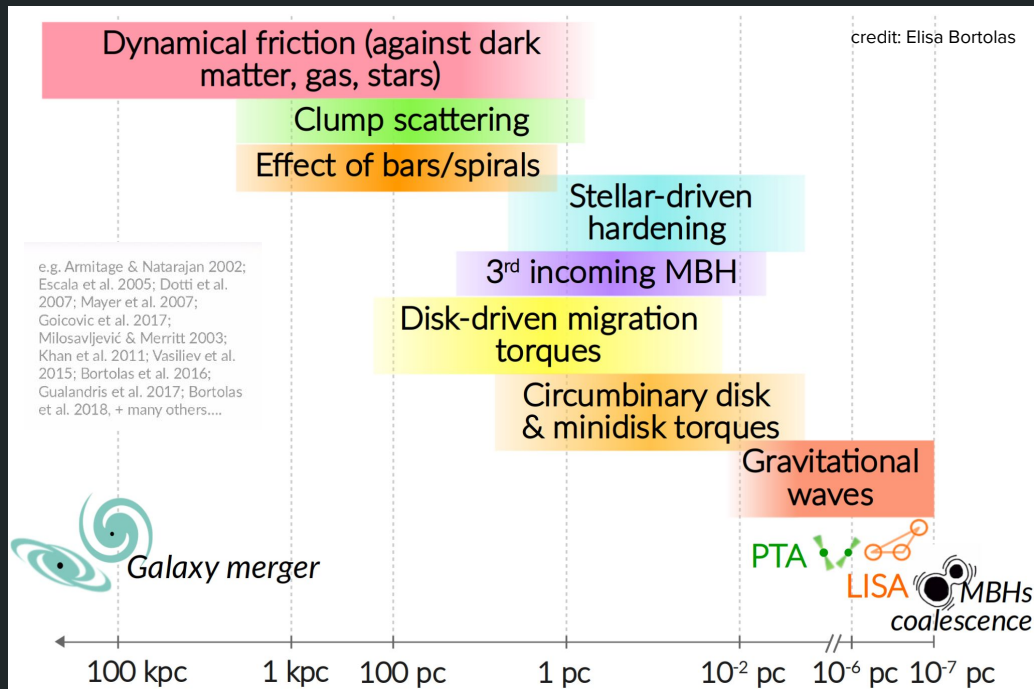 credit: Elisa Bortolas
Dynamical friction (against dark
matter, gas, stars)
Clump scattering
Effect of bars/spirals
Stellar-driven
hardening
3rd incoming MBH
Disk-driven migration
torques
Circumbinary disk
& minidisk torques
Gravitational
waves
e.g. Armitage & Natarajan 2002;
Escala et al. 2005; Dotti et al.
2007; Mayer et al. 2007;
Goicovic et al. 2017;
Milosavljević & Merritt 2003;
Khan et al. 2011; Vasiliev et al.
2015; Bortolas et al. 2016;
Gualandris et al. 2017; Bortolas
et al. 2018, + many others....
Galaxy merger
PTA
LISA
MBHs
coalescence
100 kpc 1 kpc 100 pc 1 pc 10-2 pc 10-6 pc 10-7 pc